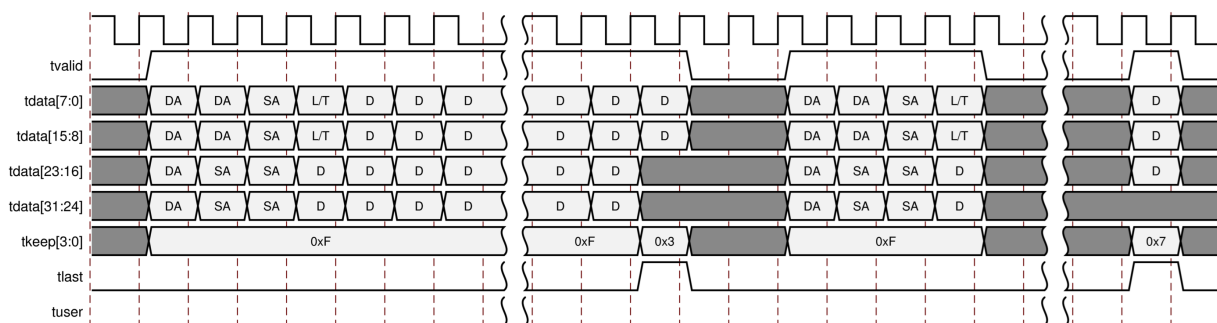 tvalid
tdata[7:0] DA DA SA L/T D D D D D D DA DA SA L/T D
tdata[15:8] DA DA SA L/T D D D D D D DA DA SA L/T D
tdata[23:16] DA SA SA D D D D D D DA SA SA D D
tdata[31:24] DA SA SA D D D D D D DA SA SA D
tkeep[3:0] 0xF 0xF 0x3 0xF 0x7
tlast
tuser